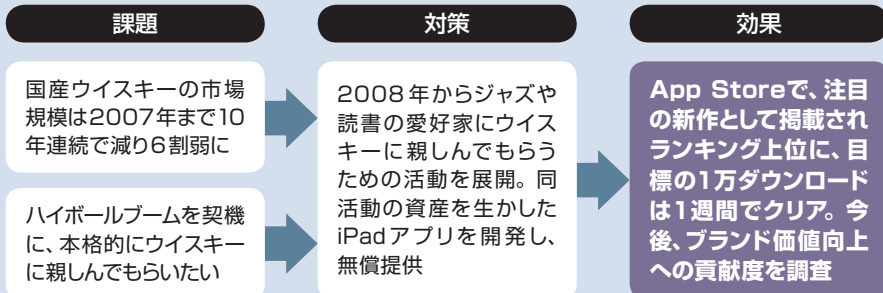 課題
国産ウイスキーの市場
規模は2007年まで10
年連続で減り6割弱に
ハイボールブームを契機
に、本格的にウイスキー
に親しんでもらいたい
対策
2008年からジャズや
読書の愛好家にウイス
キーに親しんでもらう
ための活動を展開。同
活動の資産を生かした
iPadアプリを開発し、
無償提供
効果
App Storeで、注目
の新作として掲載され
ランキング上位に、目
標の1万ダウンロード
は1週間でクリア。今
後、ブランド価値向上
への貢献度を調査